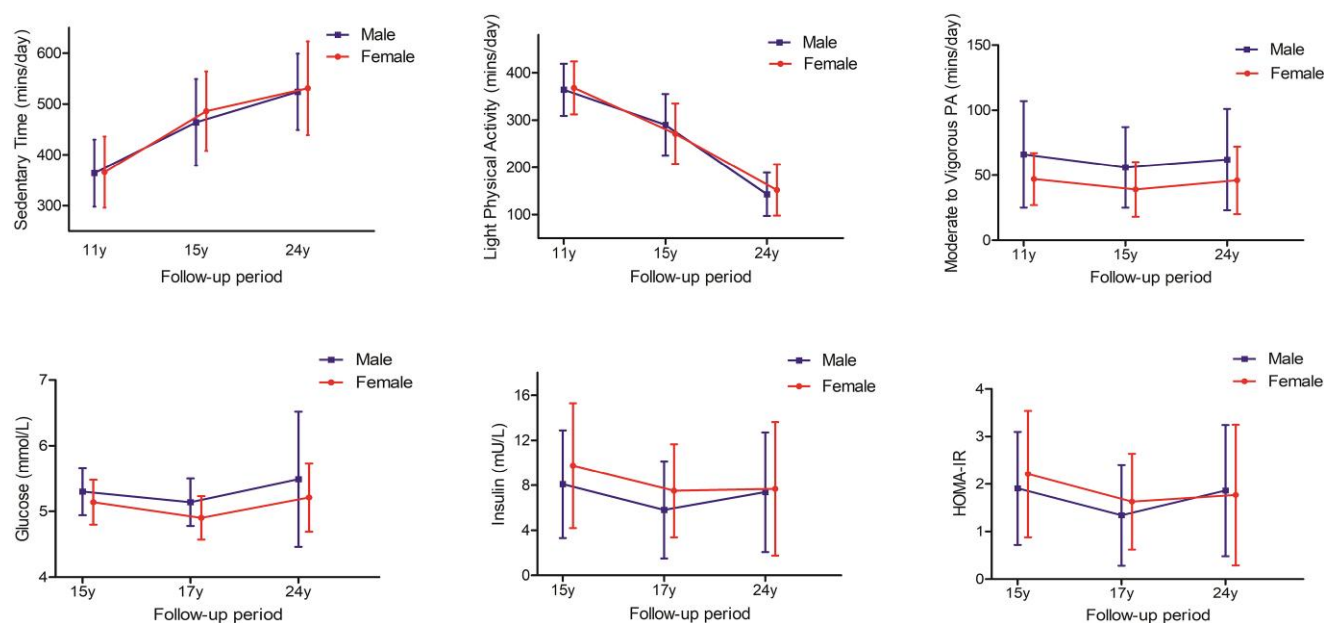 Sedentary Time (mins/day)
600
500
400
300
11y 15y 24y
Follow-up period
Male
Female
Light Physical Activity (mins/day)
400
300
200
100
11y 15y 24y
Follow-up period
Male
Female
Moderate to Vigorous PA (mins/day)
150
100
50
0
11y 15y 24y
Follow-up period
Male
Female
Glucose (mmol/L)
7
6
5
4
15y 17y 24y
Follow-up period
Male
Female
Insulin (mU/L)
16
12
8
4
0
15y 17y 24y
Follow-up period
Male
Female
HOMA-IR
4
3
2
1
0
15y 17y 24y
Follow-up period
Male
Female